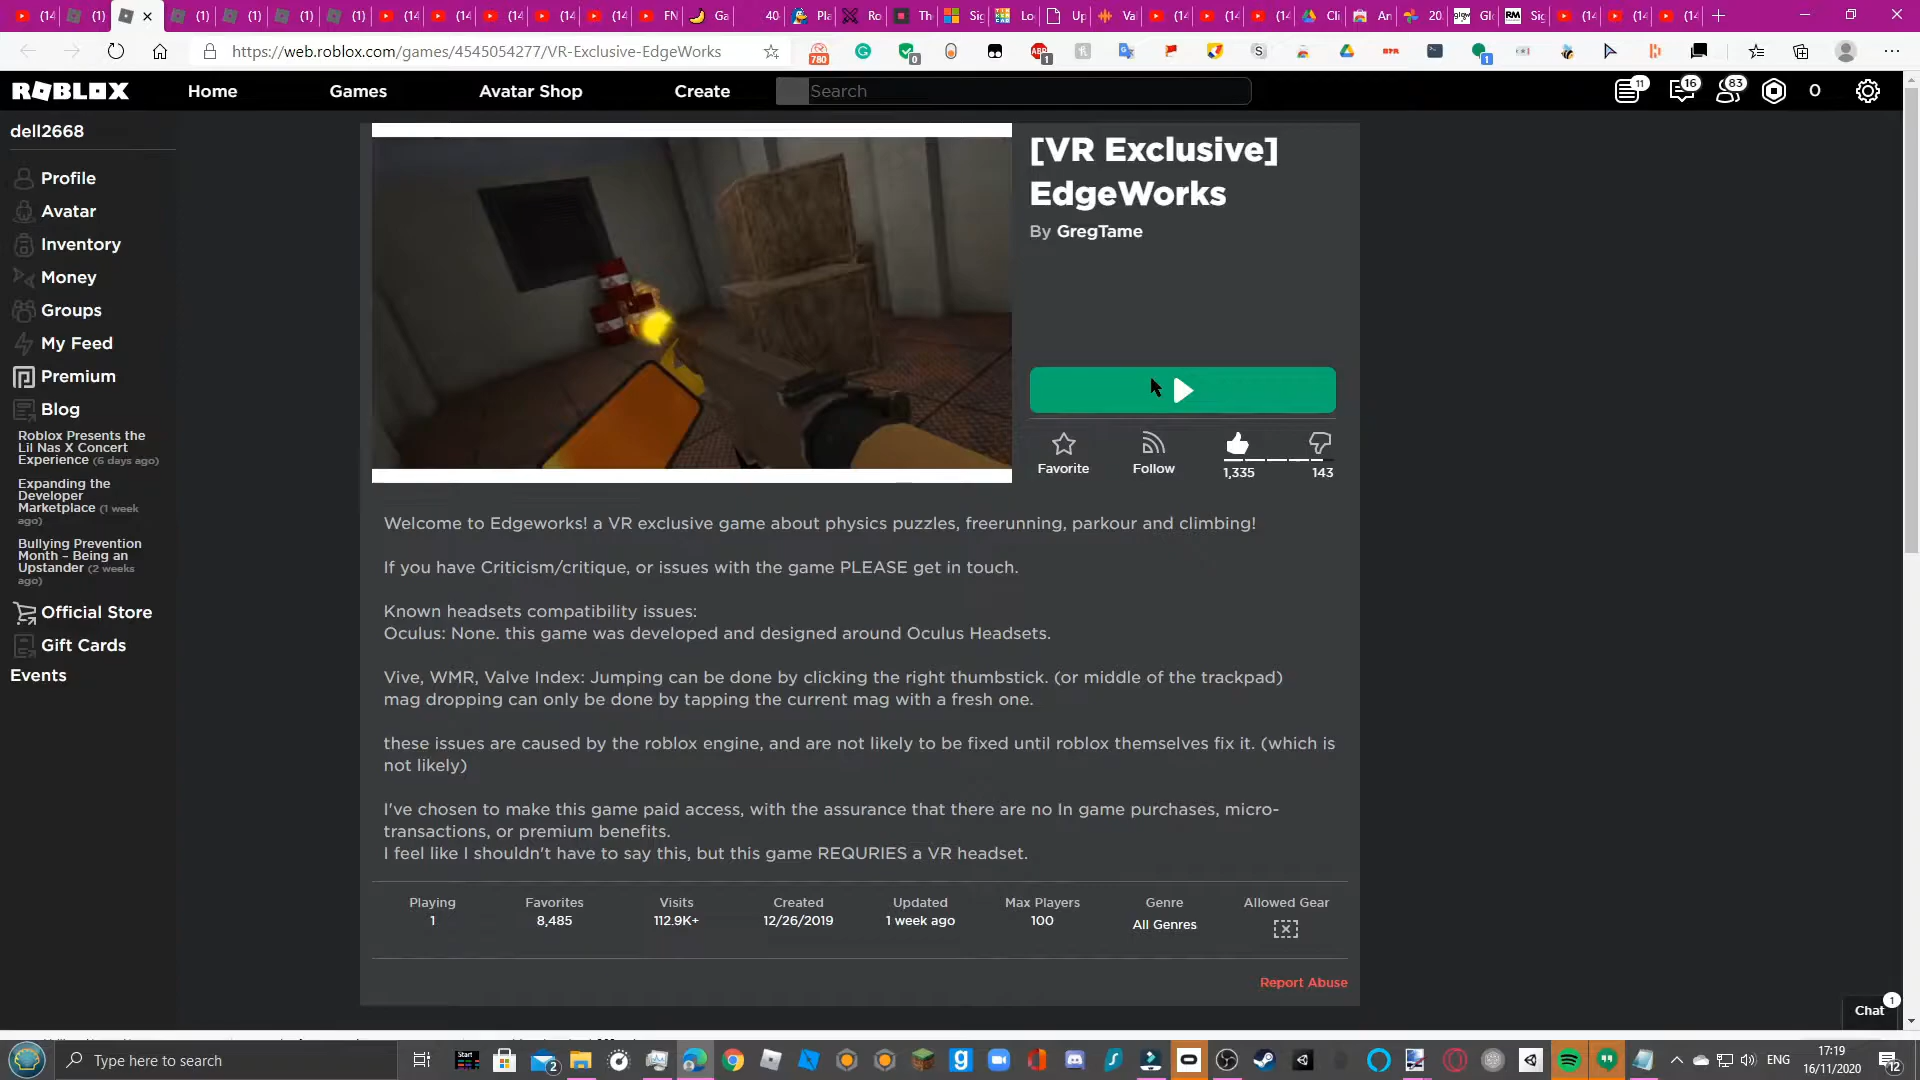 https://web.roblox.com/games/4545054277/VR-Exclusive-EdgeWorks
780
ROBLOX
Home
Games
Avatar Shop
Create
Search
11
16
83
0
dell2668
Profile
Avatar
Inventory
Money
Groups
My Feed
Premium
Blog
Roblox Presents the
Lil Nas X Concert
Experience (6 days ago)
Expanding the
Developer
Marketplace (1 week
ago)
Bullying Prevention
Month – Being an
Upstander (2 weeks
ago)
Official Store
Gift Cards
Events
[VR Exclusive]
EdgeWorks
By GregTame
Favorite
Follow
1,335
143
Welcome to Edgeworks! a VR exclusive game about physics puzzles, freerunning, parkour and climbing!
If you have Criticism/critique, or issues with the game PLEASE get in touch.
Known headsets compatibility issues:
Oculus: None. this game was developed and designed around Oculus Headsets.
Vive, WMR, Valve Index: Jumping can be done by clicking the right thumbstick. (or middle of the trackpad)
mag dropping can only be done by tapping the current mag with a fresh one.
these issues are caused by the roblox engine, and are not likely to be fixed until roblox themselves fix it. (which is
not likely)
I've chosen to make this game paid access, with the assurance that there are no In game purchases, micro-
transactions, or premium benefits.
I feel like I shouldn't have to say this, but this game REQURIES a VR headset.
Playing
1
Favorites
8,485
Visits
112.9K+
Created
12/26/2019
Updated
1 week ago
Max Players
100
Genre
All Genres
Allowed Gear
Report Abuse
Chat
1
Type here to search
Start
2
ENG
17:19
16/11/2020
12